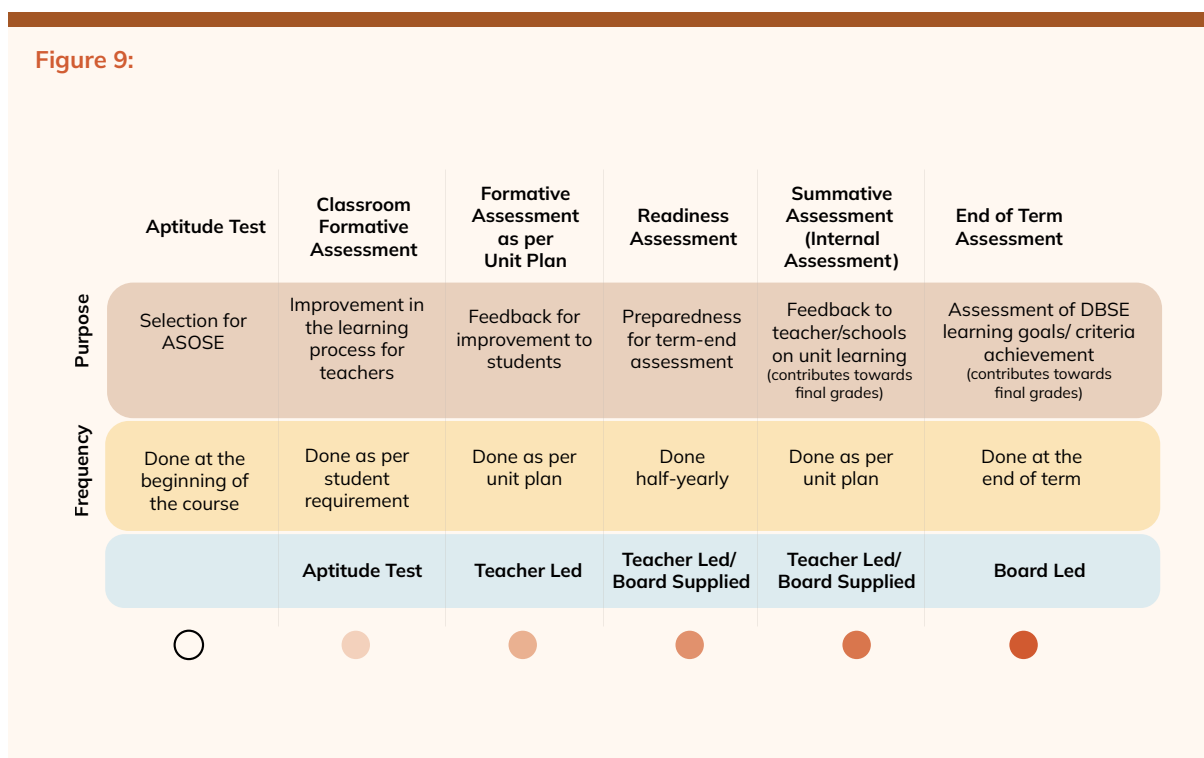 Figure 9:
Aptitude Test
Classroom
Formative
Assessment
Formative
Assessment
as per
Unit Plan
Readiness
Assessment
Summative
Assessment
(Internal
Assessment)
End of Term
Assessment
Purpose
Selection for
ASOSE
Improvement in
the learning
process for
teachers
Feedback for
improvement to
students
Preparedness
for term-end
assessment
Feedback to
teacher/schools
on unit learning
(contributes towards
final grades)
Assessment of DBSE
learning goals/ criteria
achievement
(contributes towards
final grades)
Frequency
Done at the
beginning of
the course
Done as per
student
requirement
Done as per
unit plan
Done
half-yearly
Done as per
unit plan
Done at the
end of term
Aptitude Test
Teacher Led
Teacher Led/
Board Supplied
Teacher Led/
Board Supplied
Board Led